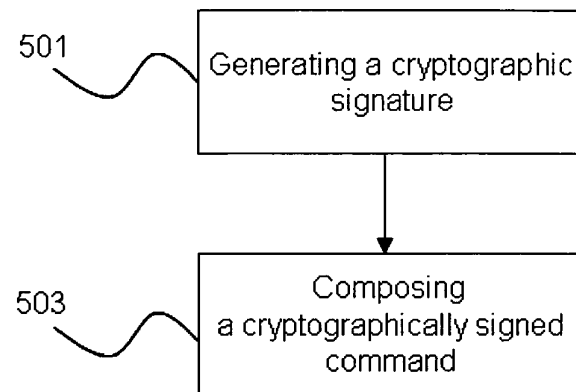 501
Generating a cryptographic
signature
503
Composing
a cryptographically signed
command